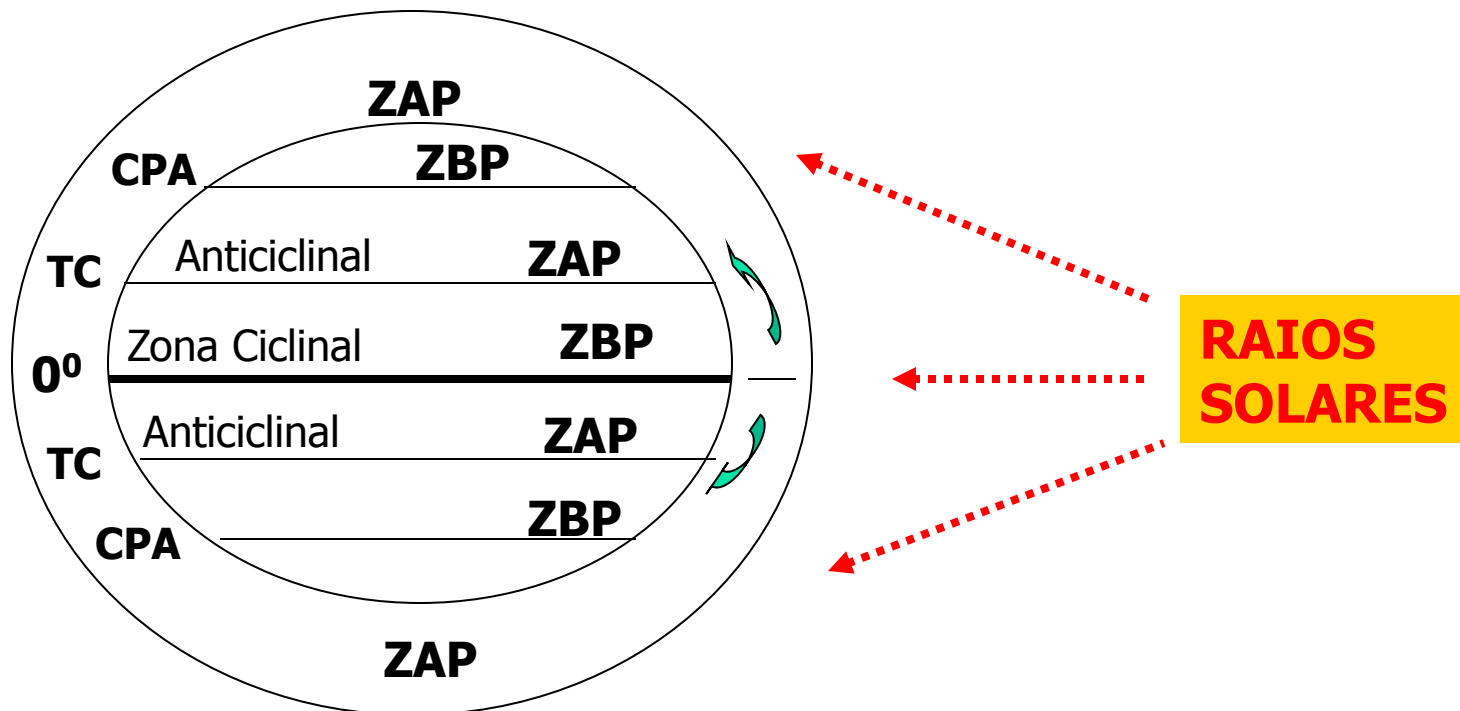 ZAP
CPA
ZBP
TC
Anticiclinal
ZAP
0⁰
Zona Ciclinal
ZBP
Anticiclinal
ZAP
TC
ZBP
CPA
ZAP
RAIOS
SOLARES